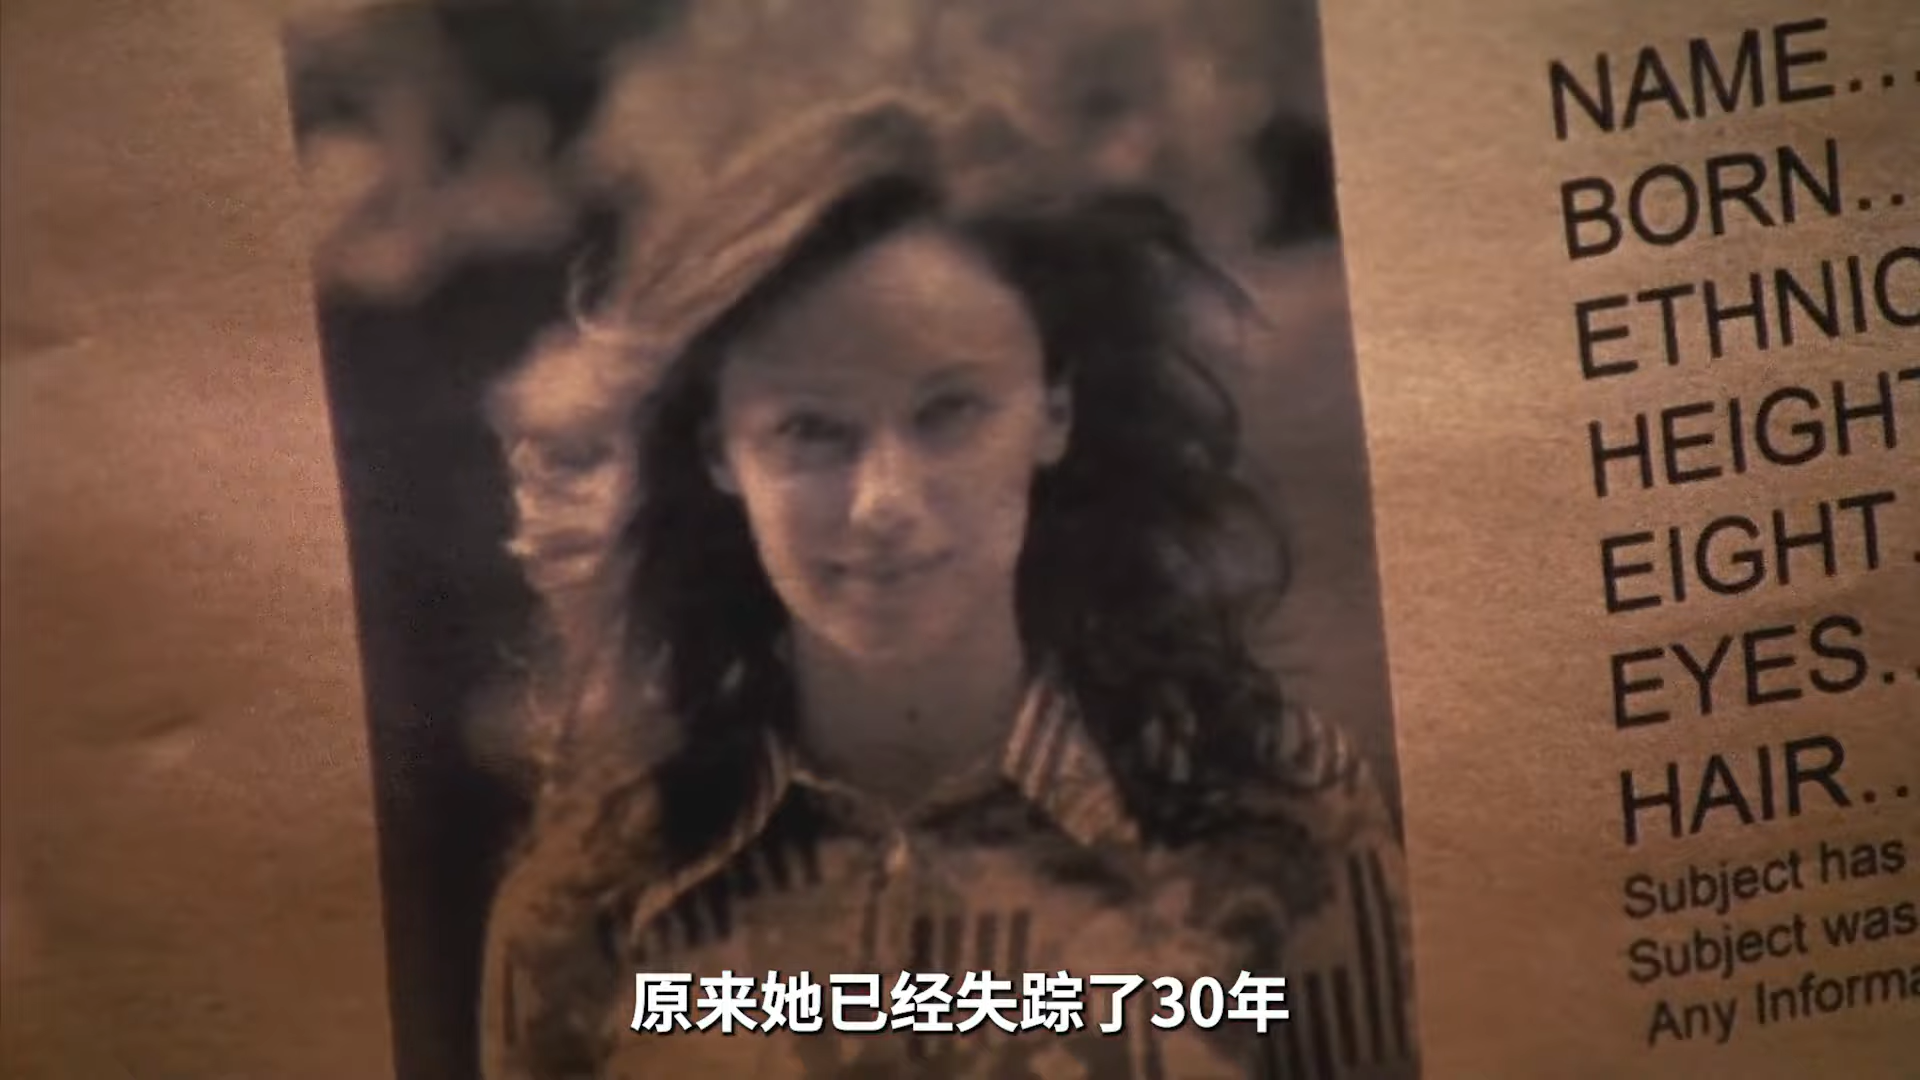 NAME...
BORN...
ETHNIC
HEIGHT
EIGHT.
EYES..
HAIR...
Subject has
Subject was
Any Informa
原来她已经失踪了30年